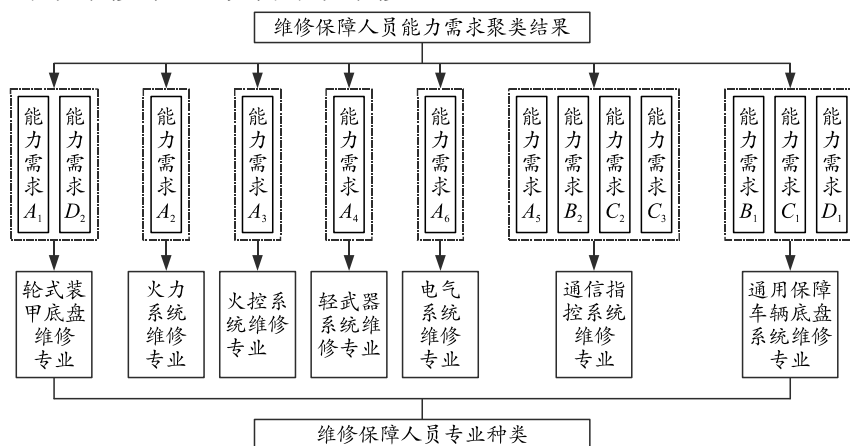 维修保障人员能力需求聚类结果
能力需求A₁
能力需求D₂
能力需求A₂
能力需求A₃
能力需求A₄
能力需求A₆
能力需求A₅
能力需求B₂
能力需求C₂
能力需求C₃
能力需求B₁
能力需求C₁
能力需求D₁
轮式装
甲底盘
维修
专业
火力
系统
维修
专业
火控系
统维修
专业
轻武器
系统维
修专业
电气
系统
维修
专业
通信指
控系统
维修
专业
通用保障
车辆底盘
系统维修
专业
维修保障人员专业种类